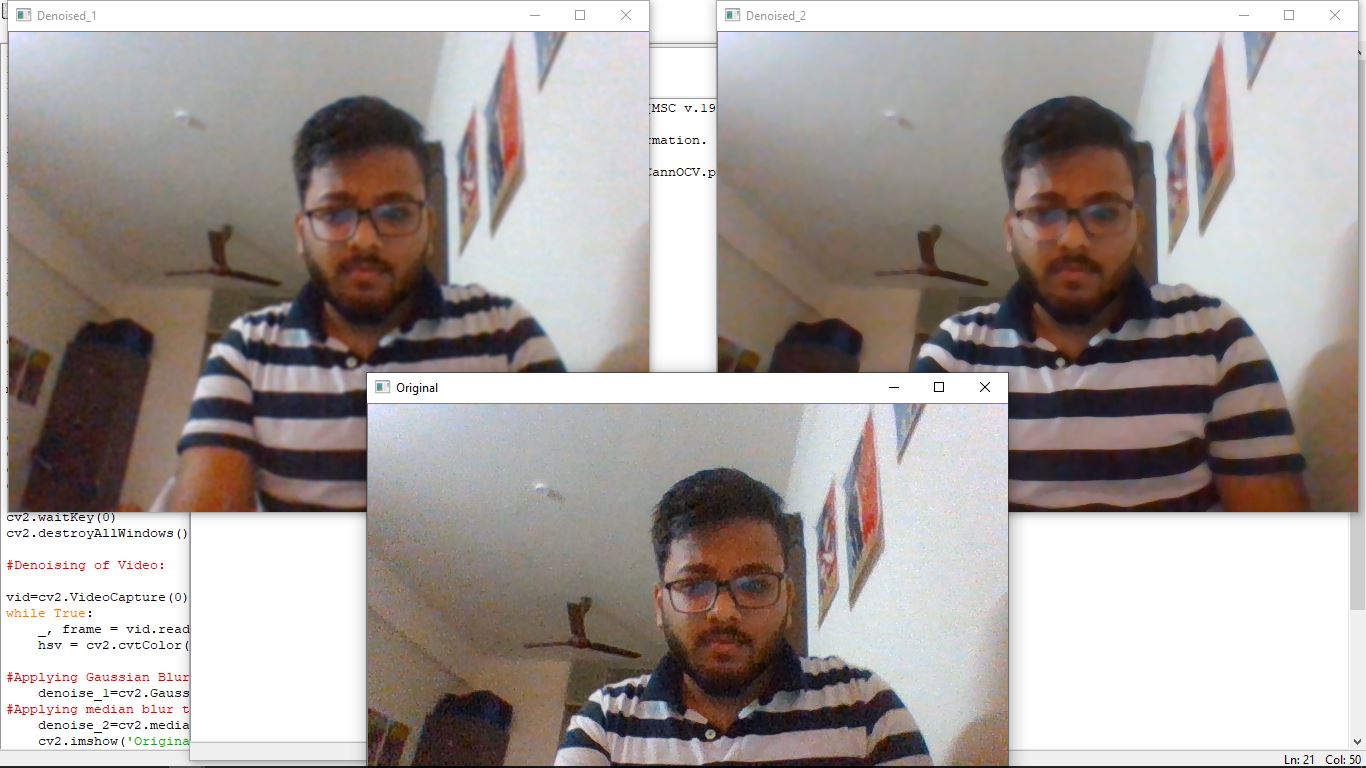 Denoised_1
Denoised_2
MSC v.19
rmation.
CannOCV.p
Original
cv2.waitKey(0)
cv2.destroyAllWindows()
#Denoising of Video:
vid=cv2.VideoCapture(0)
while True:
_, frame = vid.read
hsv = cv2.cvtColor(
#Applying Gaussian Blur
denoise_1=cv2.Gauss
#Applying median blur t
denoise_2=cv2.media
cv2.imshow('Origina
Ln: 21 Col: 50